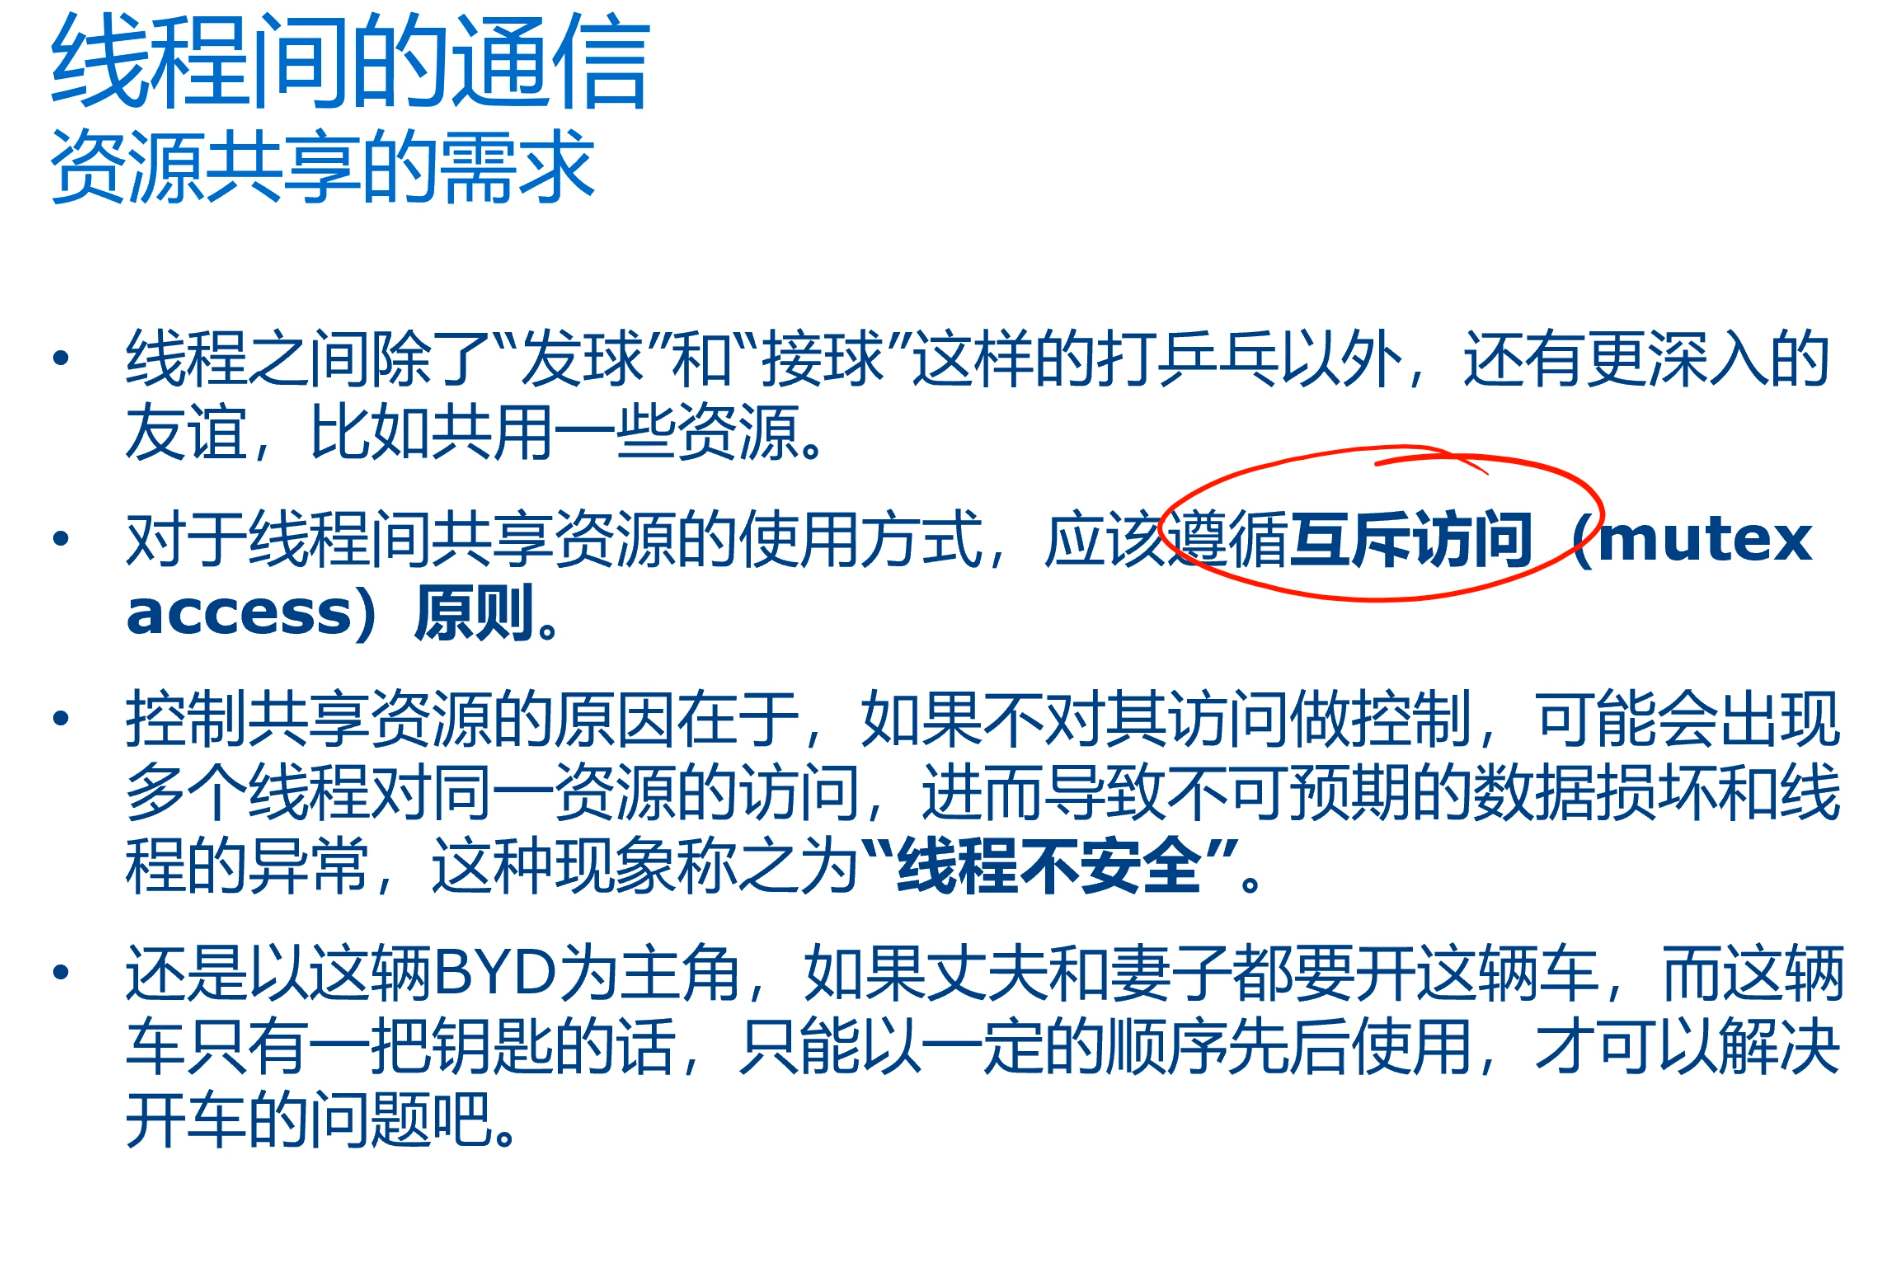 线程间的通信
资源共享的需求
• 线程之间除了“发球”和“接球”这样的打乒乓以外，还有更深入的
友谊，比如共用一些资源。
• 对于线程间共享资源的使用方式，应该遵循互斥访问（mutex
access）原则。
• 控制共享资源的原因在于，如果不对其访问做控制，可能会出现
多个线程对同一资源的访问，进而导致不可预期的数据损坏和线
程的异常，这种现象称之为“线程不安全”。
• 还是以这辆BYD为主角，如果丈夫和妻子都要开这辆车，而这辆
车只有一把钥匙的话，只能以一定的顺序先后使用，才可以解决
开车的问题吧。